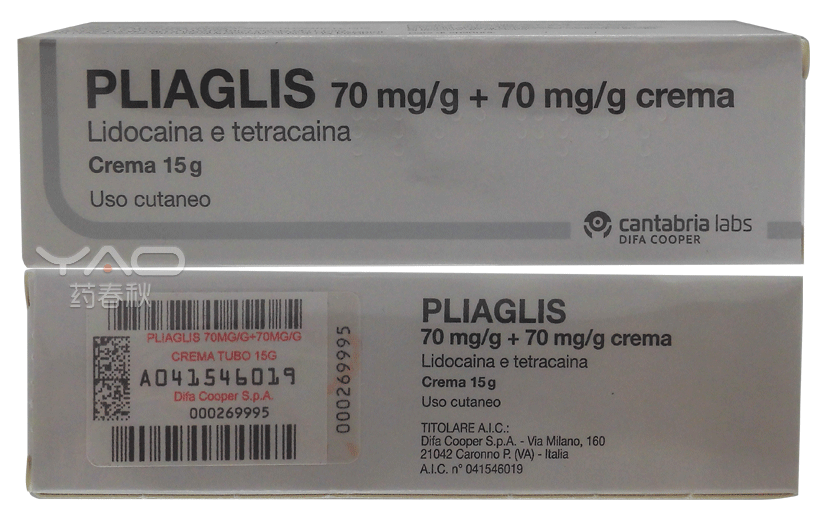 PLIAGLIS 70 mg/g + 70 mg/g crema
Lidocaina e tetracaina
Crema 15g
Uso cutaneo
cantabria labs
DIFA COOPER
YAO
药春秋
PLIAGLIS 70MG/G+70MG/G
CREMA TUBO 15G
A041546019
Difa Cooper S.p.A.
000269995
000269995
PLIAGLIS
70 mg/g + 70 mg/g crema
Lidocaina e tetracaina
Crema 15g
Uso cutaneo
TITOLARE A.I.C.:
Difa Cooper S.p.A. - Via Milano, 160
21042 Caronno P. (VA) - Italia
A.I.C. n° 041546019